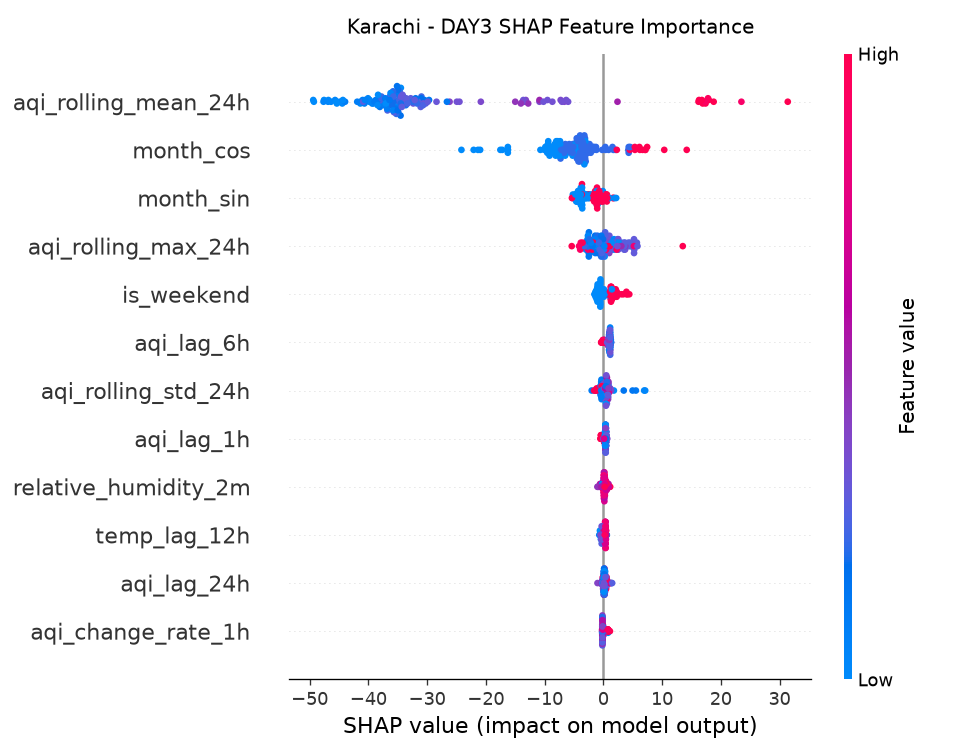 Karachi - DAY3 SHAP Feature Importance
High
aqi_rolling_mean_24h
month_cos
month_sin
aqi_rolling_max_24h
is_weekend
aqi_lag_6h
aqi_rolling_std_24h
aqi_lag_1h
relative_humidity_2m
temp_lag_12h
aqi_lag_24h
aqi_change_rate_1h
Feature value
Low
−50 −40 −30 −20 −10 0 10 20 30
SHAP value (impact on model output)